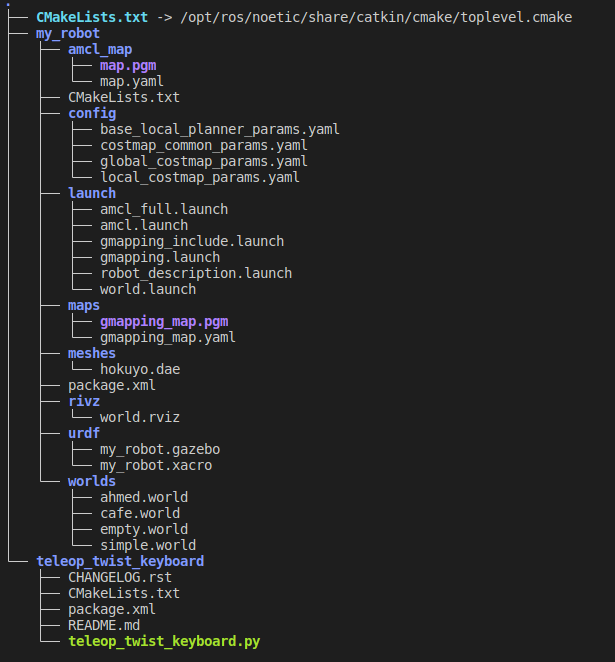 .
├── CMakeLists.txt -> /opt/ros/noetic/share/catkin/cmake/toplevel.cmake
├── my_robot
│   ├── amcl_map
│   │   ├── map.pgm
│   │   └── map.yaml
│   ├── CMakeLists.txt
│   ├── config
│   │   ├── base_local_planner_params.yaml
│   │   ├── costmap_common_params.yaml
│   │   ├── global_costmap_params.yaml
│   │   └── local_costmap_params.yaml
│   ├── launch
│   │   ├── amcl_full.launch
│   │   ├── amcl.launch
│   │   ├── gmapping_include.launch
│   │   ├── gmapping.launch
│   │   ├── robot_description.launch
│   │   └── world.launch
│   ├── maps
│   │   ├── gmapping_map.pgm
│   │   └── gmapping_map.yaml
│   ├── meshes
│   │   └── hokuyo.dae
│   ├── package.xml
│   ├── rivz
│   │   └── world.rviz
│   ├── urdf
│   │   ├── my_robot.gazebo
│   │   └── my_robot.xacro
│   └── worlds
│       ├── ahmed.world
│       ├── cafe.world
│       ├── empty.world
│       └── simple.world
└── teleop_twist_keyboard
    ├── CHANGELOG.rst
    ├── CMakeLists.txt
    ├── package.xml
    ├── README.md
    └── teleop_twist_keyboard.py